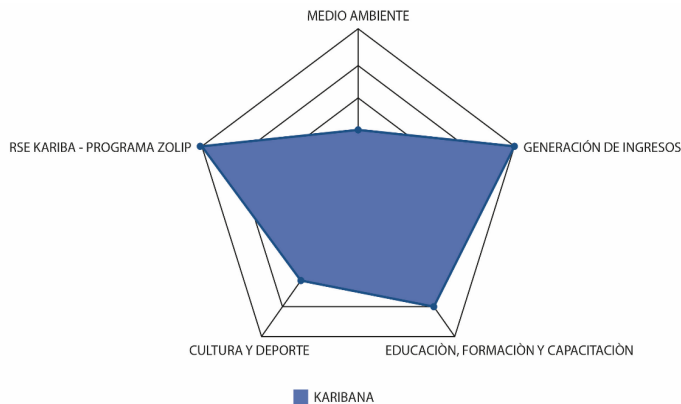 MEDIO AMBIENTE
RSE KARIBA - PROGRAMA ZOLIP
GENERACIÓN DE INGRESOS
CULTURA Y DEPORTE
EDUCACIÒN, FORMACIÒN Y CAPACITACIÒN
KARIBANA